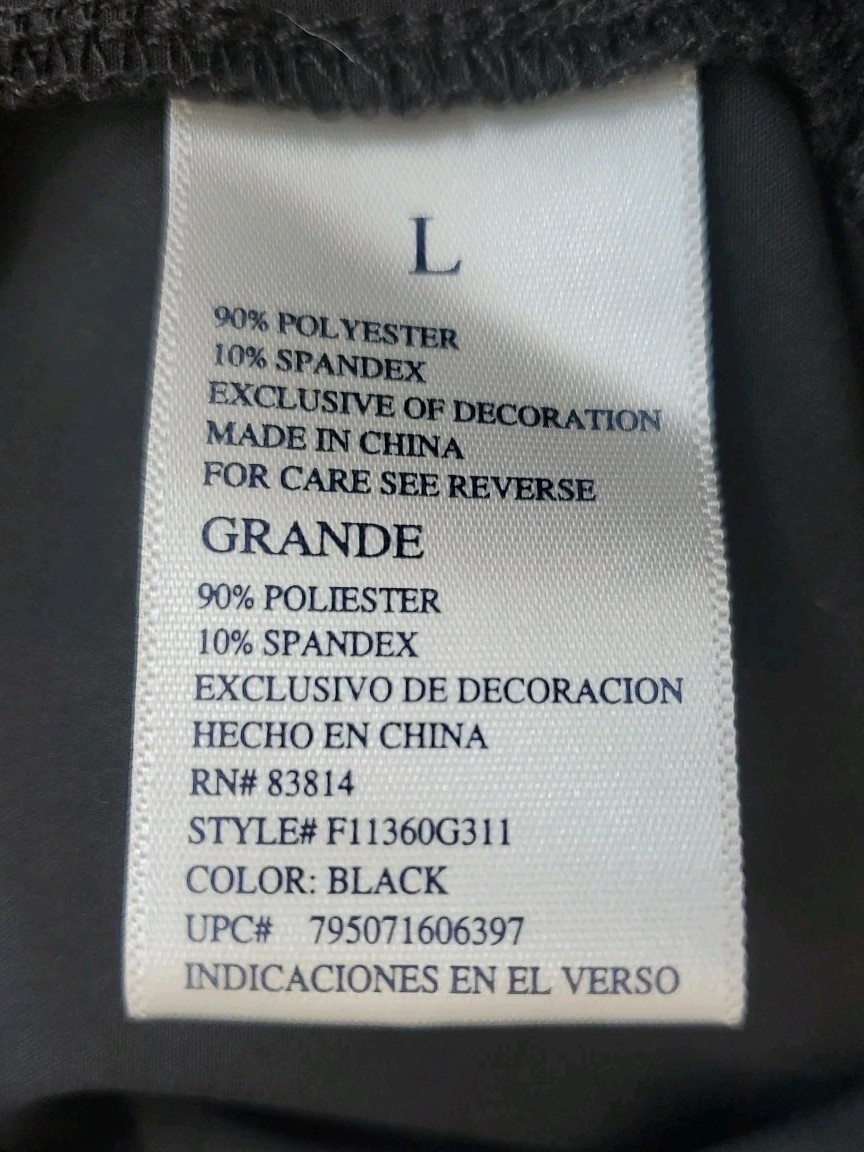 L
90% POLYESTER
10% SPANDEX
EXCLUSIVE OF DECORATION
MADE IN CHINA
FOR CARE SEE REVERSE
GRANDE
90% POLIESTER
10% SPANDEX
EXCLUSIVO DE DECORACION
HECHO EN CHINA
RN# 83814
STYLE# F11360G311
COLOR: BLACK
UPC# 795071606397
INDICACIONES EN EL VERSO